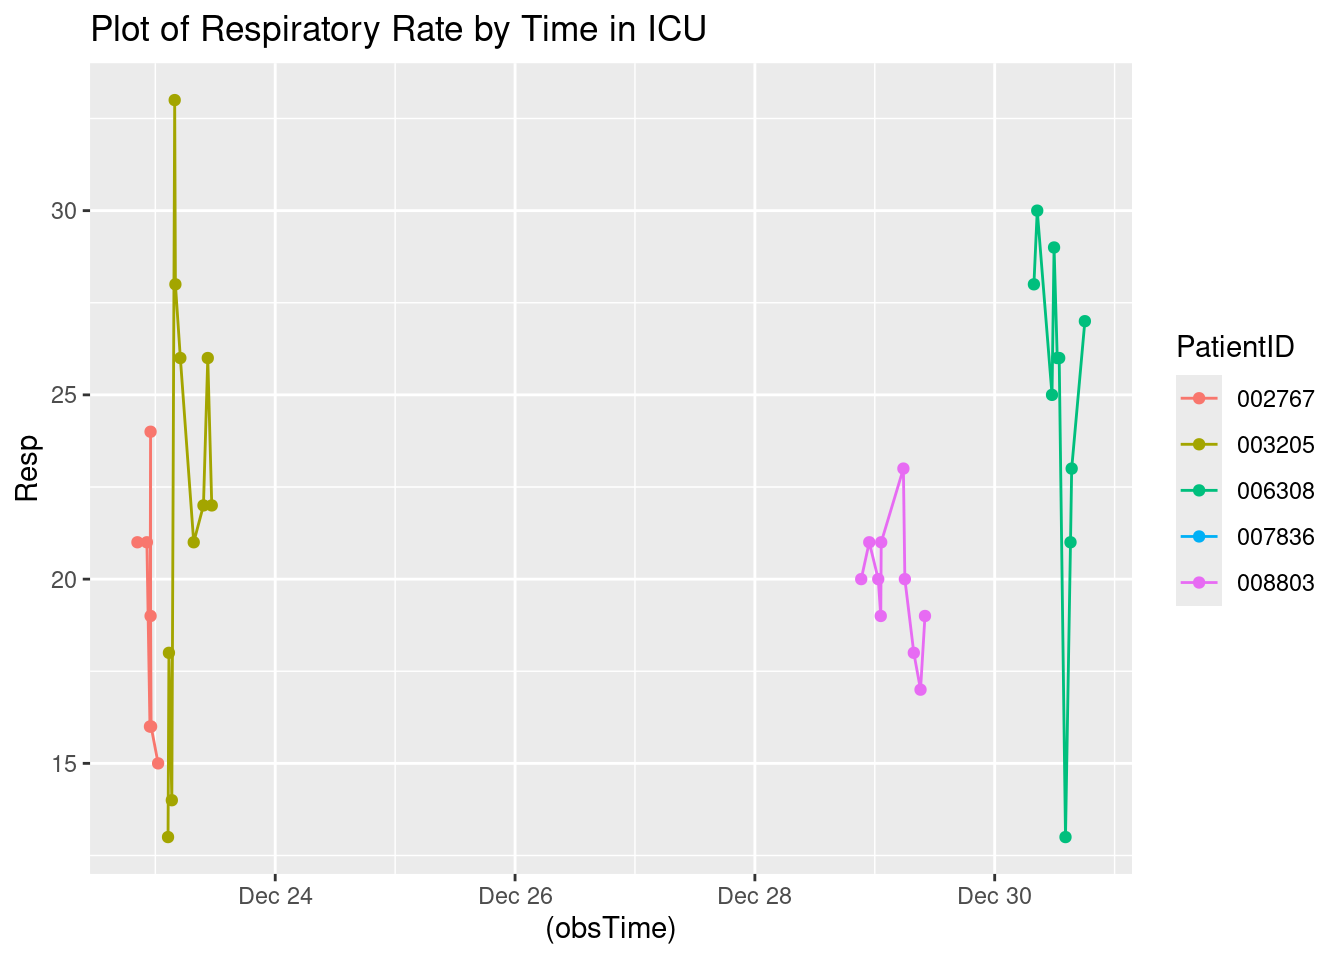 Plot of Respiratory Rate by Time in ICU
30
25
20
15
Resp
Dec 24
Dec 26
Dec 28
Dec 30
(obsTime)
PatientID
002767
003205
006308
007836
008803